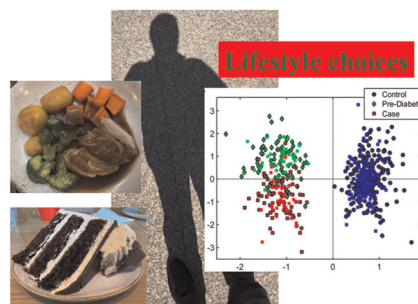 Lifestyle choices
Control
Pre-Diabet
Case
3
2
1
0
-1
-2
-3
-2
-1
0
1